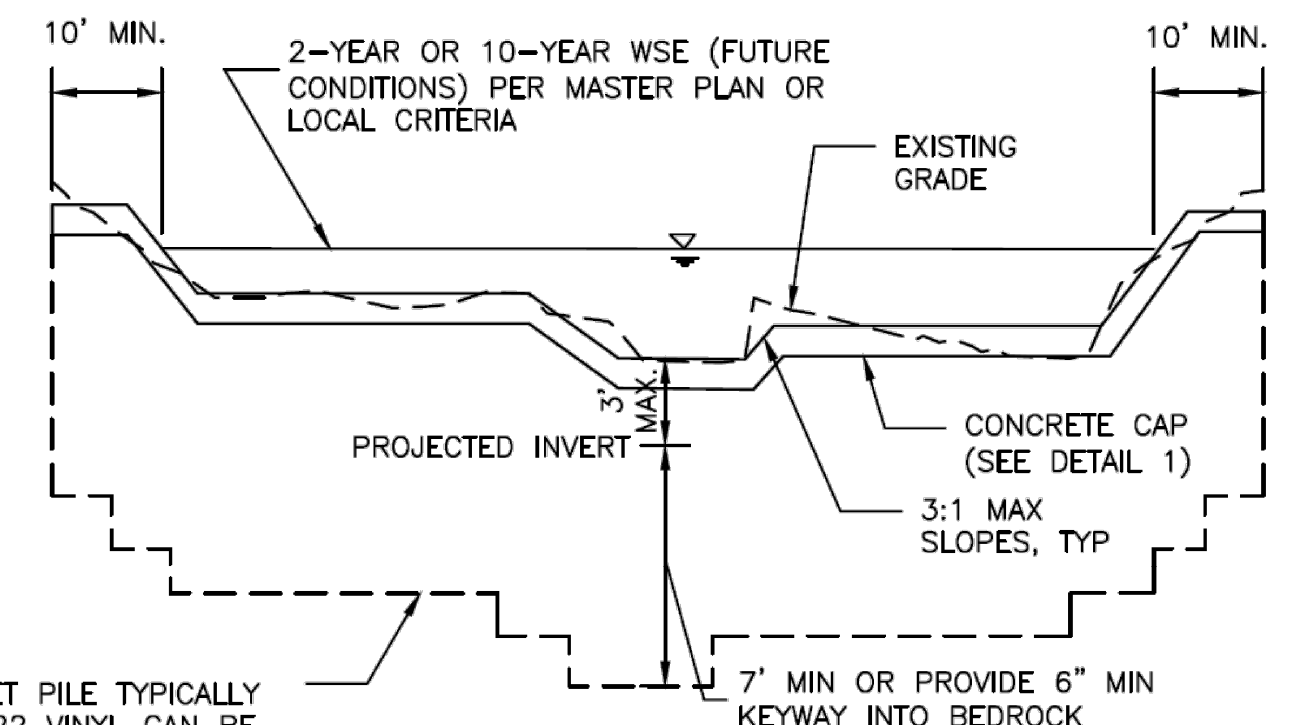 10' MIN.
10' MIN.
2-YEAR OR 10-YEAR WSE (FUTURE
CONDITIONS) PER MASTER PLAN OR
LOCAL CRITERIA
EXISTING
GRADE
3'
MAX.
PROJECTED INVERT
CONCRETE CAP
(SEE DETAIL 1)
3:1 MAX
SLOPES, TYP
PILE TYPICALLY
VINYL CAN BE
7' MIN OR PROVIDE 6" MIN
KEYWAY INTO BEDROCK